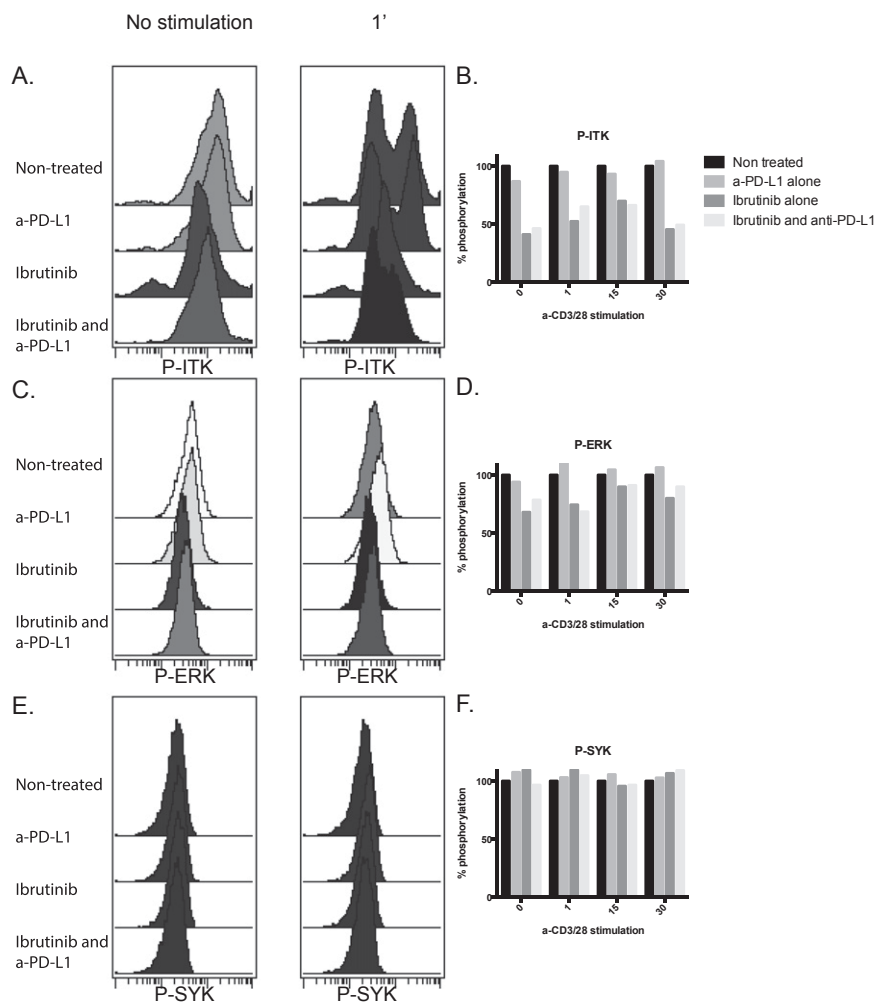 No stimulation
1’
A.
Non-treated
a-PD-L1
Ibrutinib
Ibrutinib and
a-PD-L1
P-ITK
P-ITK
B.
P-ITK
100
50
0
% phosphorylation
0
1
15
30
a-CD3/28 stimulation
Non treated
a-PD-L1 alone
Ibrutinib alone
Ibrutinib and anti-PD-L1
C.
Non-treated
a-PD-L1
Ibrutinib
Ibrutinib and
a-PD-L1
P-ERK
P-ERK
D.
P-ERK
100
50
0
% phosphorylation
0
1
15
30
a-CD3/28 stimulation
E.
Non-treated
a-PD-L1
Ibrutinib
Ibrutinib and
a-PD-L1
P-SYK
P-SYK
F.
P-SYK
100
50
0
% phosphorylation
0
1
15
30
a-CD3/28 stimulation